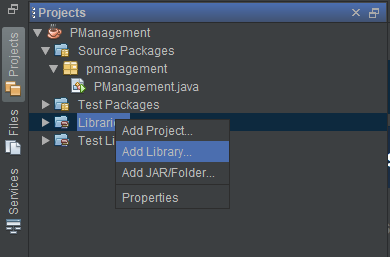 Projects
Projects
PManagement
Source Packages
pmanagement
PManagement.java
Test Packages
Librarie
Test Li
Add Project...
Add Library...
Add JAR/Folder...
Properties
Files
Services